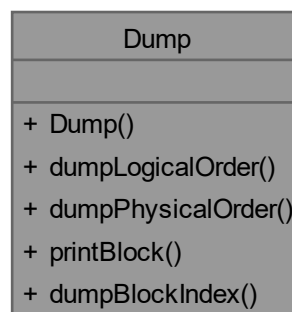 Dump
+ Dump()
+ dumpLogicalOrder()
+ dumpPhysicalOrder()
+ printBlock()
+ dumpBlockIndex()